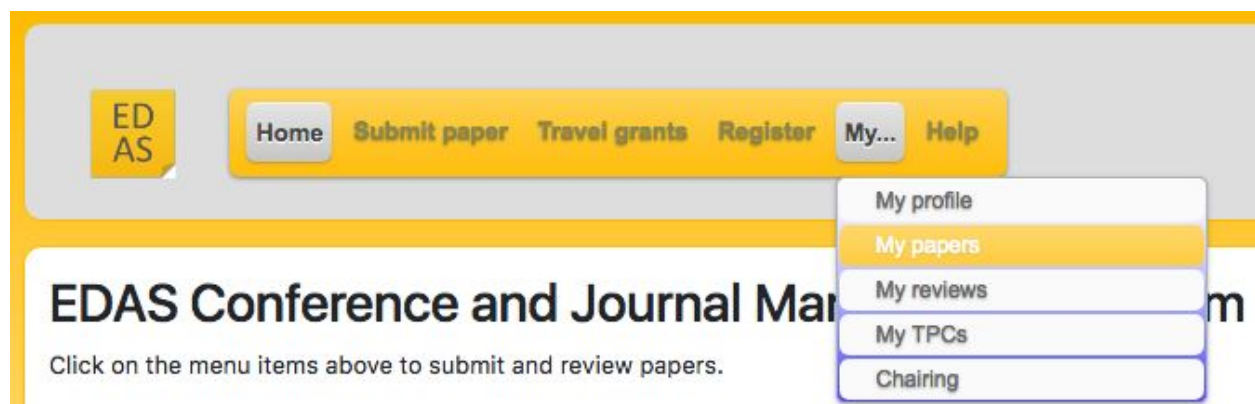 ED
AS
Home Submit paper Travel grants Register My... Help
My profile
My papers
My reviews
My TPCs
Chairing
EDAS Conference and Journal Ma m
Click on the menu items above to submit and review papers.